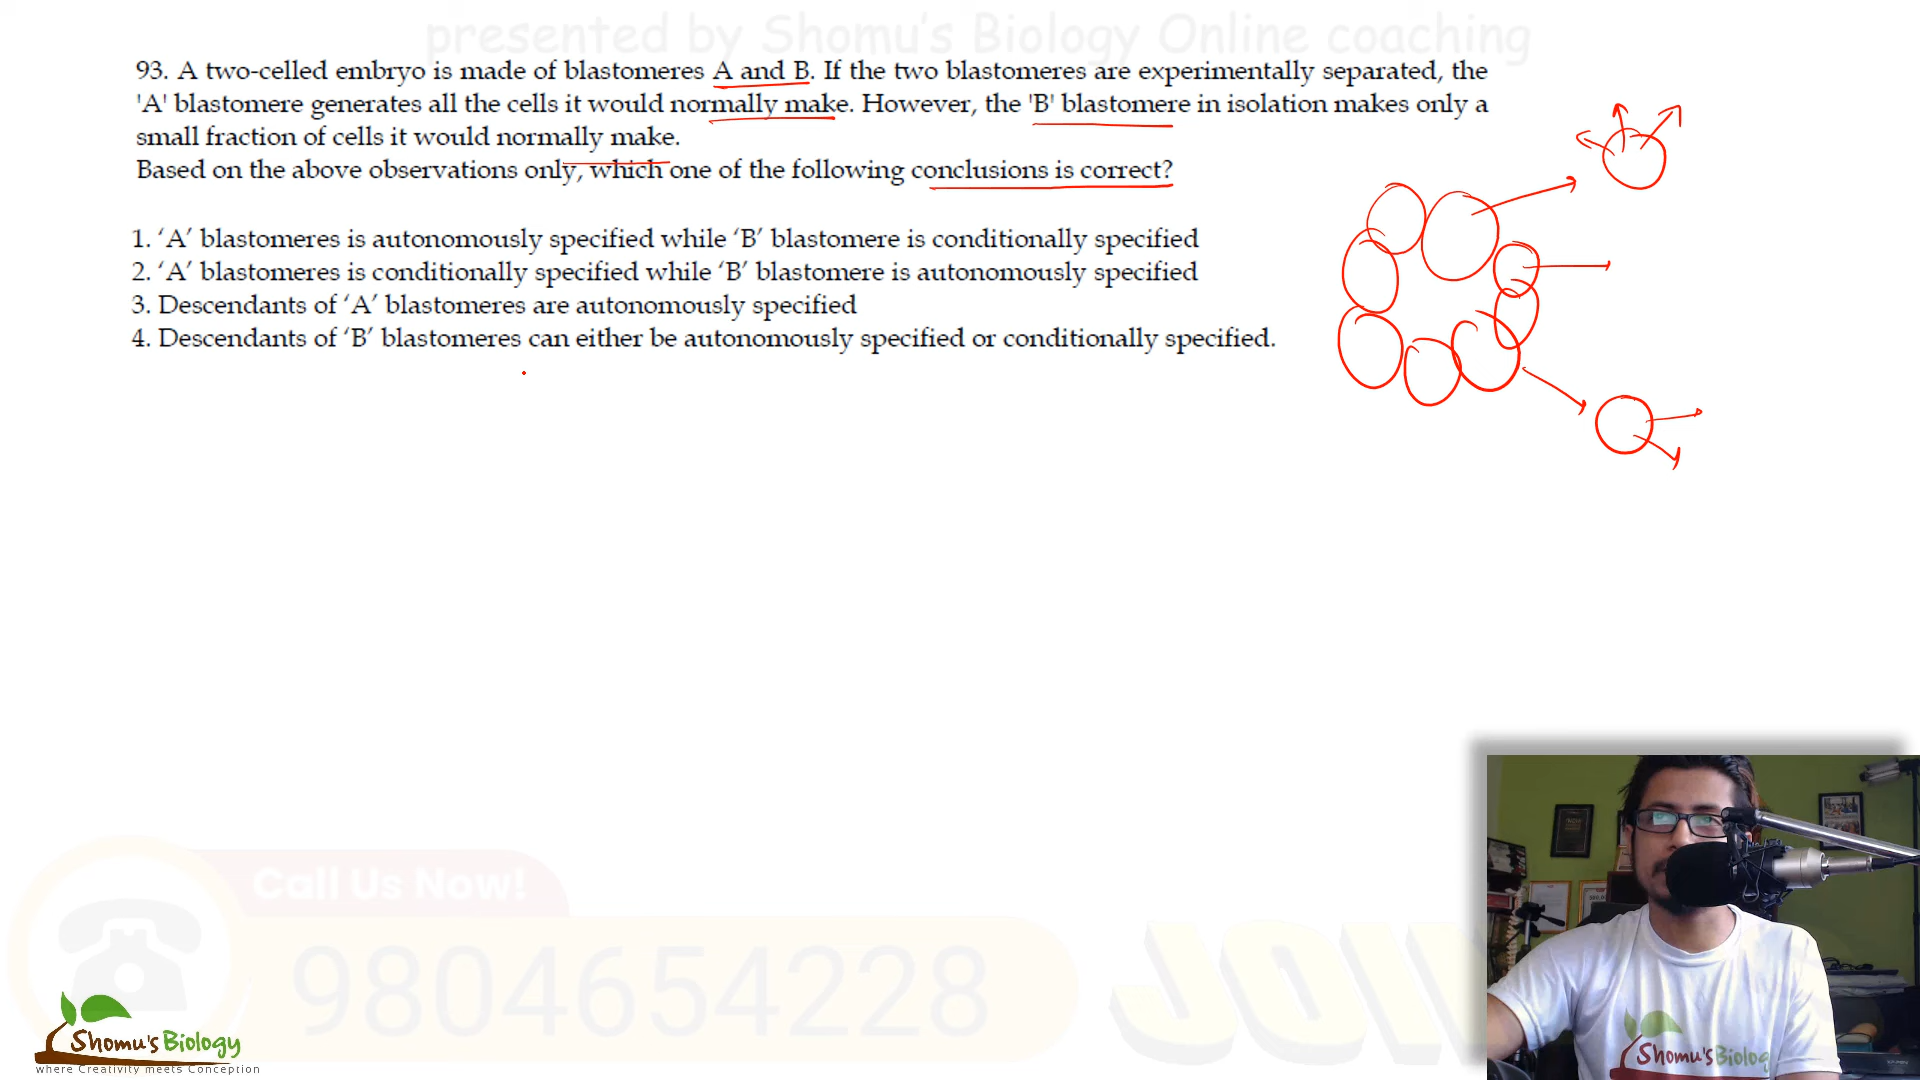 presented by Shomu's Biology Online coaching
93. A two-celled embryo is made of blastomeres A and B. If the two blastomeres are experimentally separated, the
'A' blastomere generates all the cells it would normally make. However, the 'B' blastomere in isolation makes only a
small fraction of cells it would normally make.
Based on the above observations only, which one of the following conclusions is correct?
1. ‘A’ blastomeres is autonomously specified while ‘B’ blastomere is conditionally specified
2. ‘A’ blastomeres is conditionally specified while ‘B’ blastomere is autonomously specified
3. Descendants of ‘A’ blastomeres are autonomously specified
4. Descendants of ‘B’ blastomeres can either be autonomously specified or conditionally specified.
Call Us Now!
9804654228
JOIN
Shomu's Biology
where Creativity meets Conception
Shomu's Biology